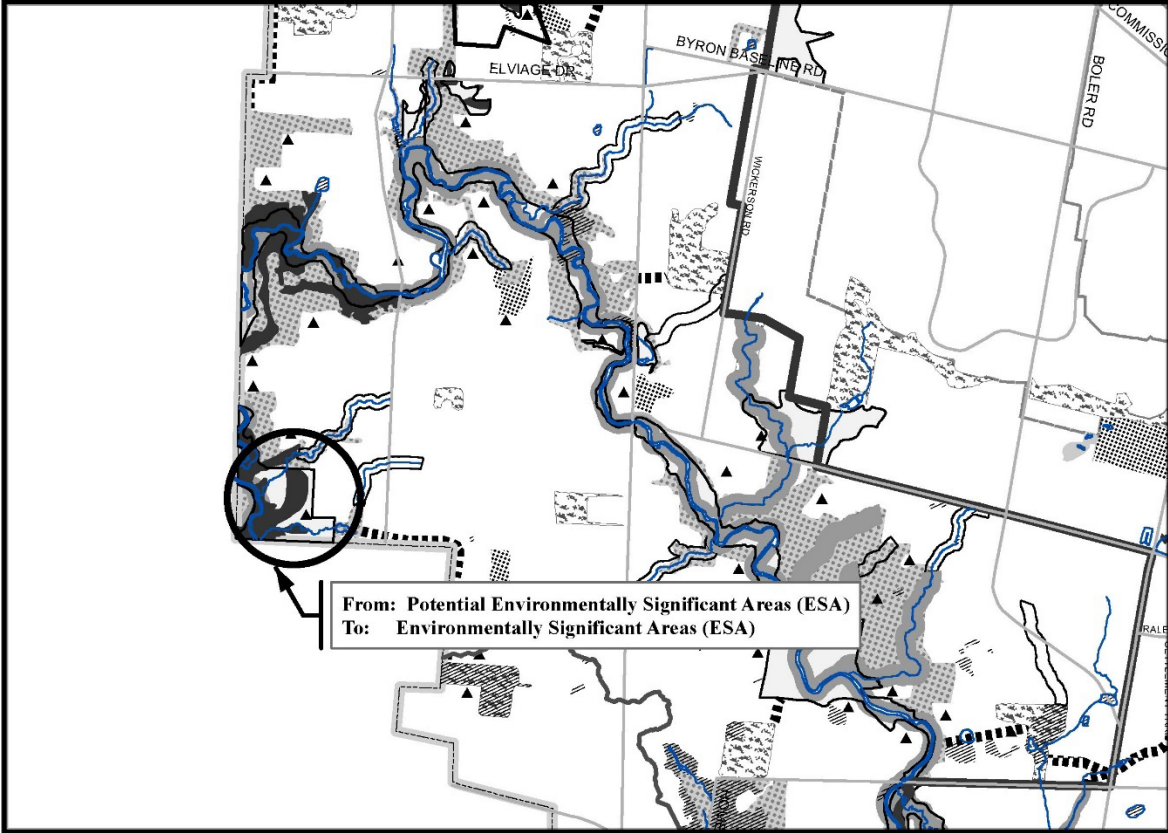 COMMISSIO
BYRON BASELINE RD
ELVIAGE DR
BOLER RD
WICKERSON RD
From: Potential Environmentally Significant Areas (ESA)
To: Environmentally Significant Areas (ESA)
RALE